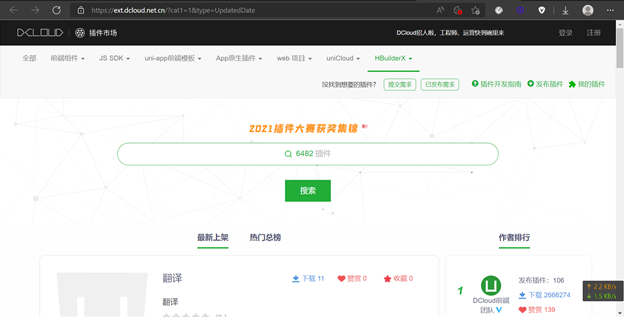 https://ext.dcloud.net.cn/?cat1=1&type=UpdatedDate
DCLOUD 插件市场
DCloud招人啦，工程师、运营快到碗里来
登录 注册
全部 前端组件 JS SDK uni-app前端模板 App原生插件 web 项目 uniCloud HBuilderX
没找到想要的插件? 提交需求 已发布需求 插件开发指南 发布插件 我的插件
2021插件大赛获奖集锦
6482 插件
搜索
最新上架 热门总榜 作者排行
翻译 下载 11 赞赏 0 收藏 0
翻译
1
DCloud前端团队
发布插件：106
下载 2666274
赞赏 139
↑ 2.2 KB/s
↓ 1.5 KB/s